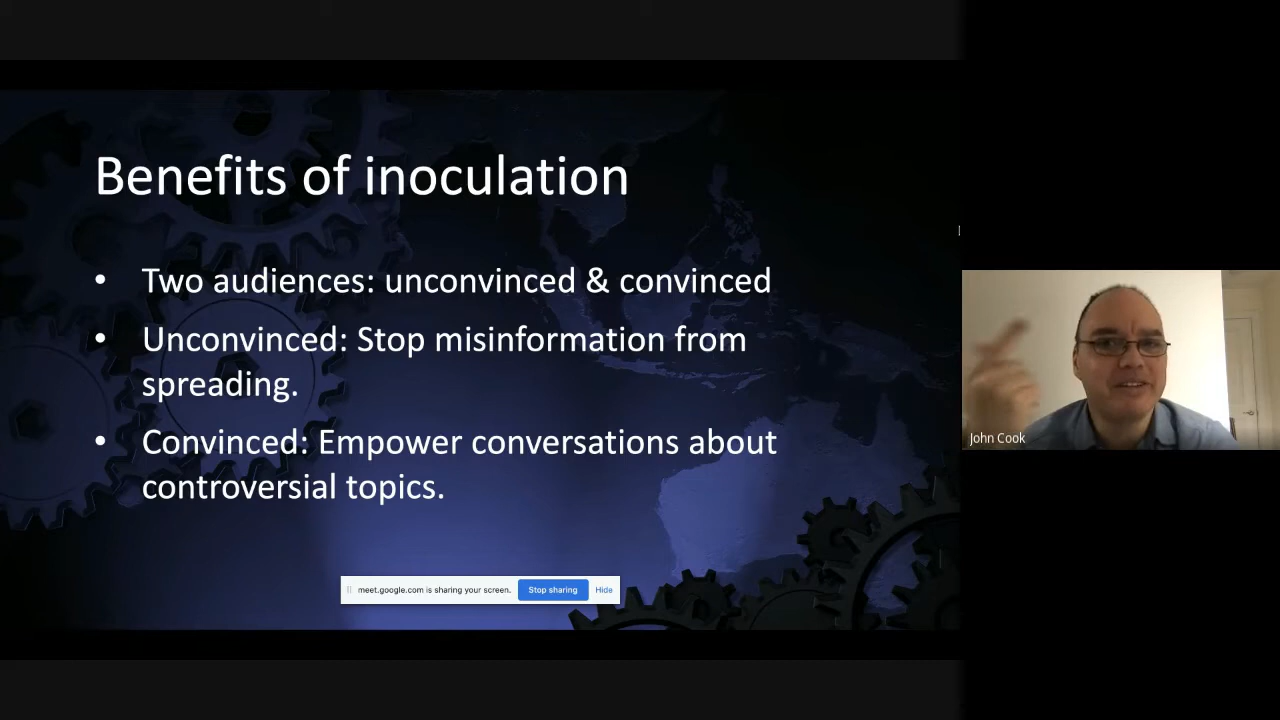 Benefits of inoculation
• Two audiences: unconvinced & convinced
• Unconvinced: Stop misinformation from
spreading.
• Convinced: Empower conversations about
controversial topics.
meet.google.com is sharing your screen. Stop sharing Hide
John Cook